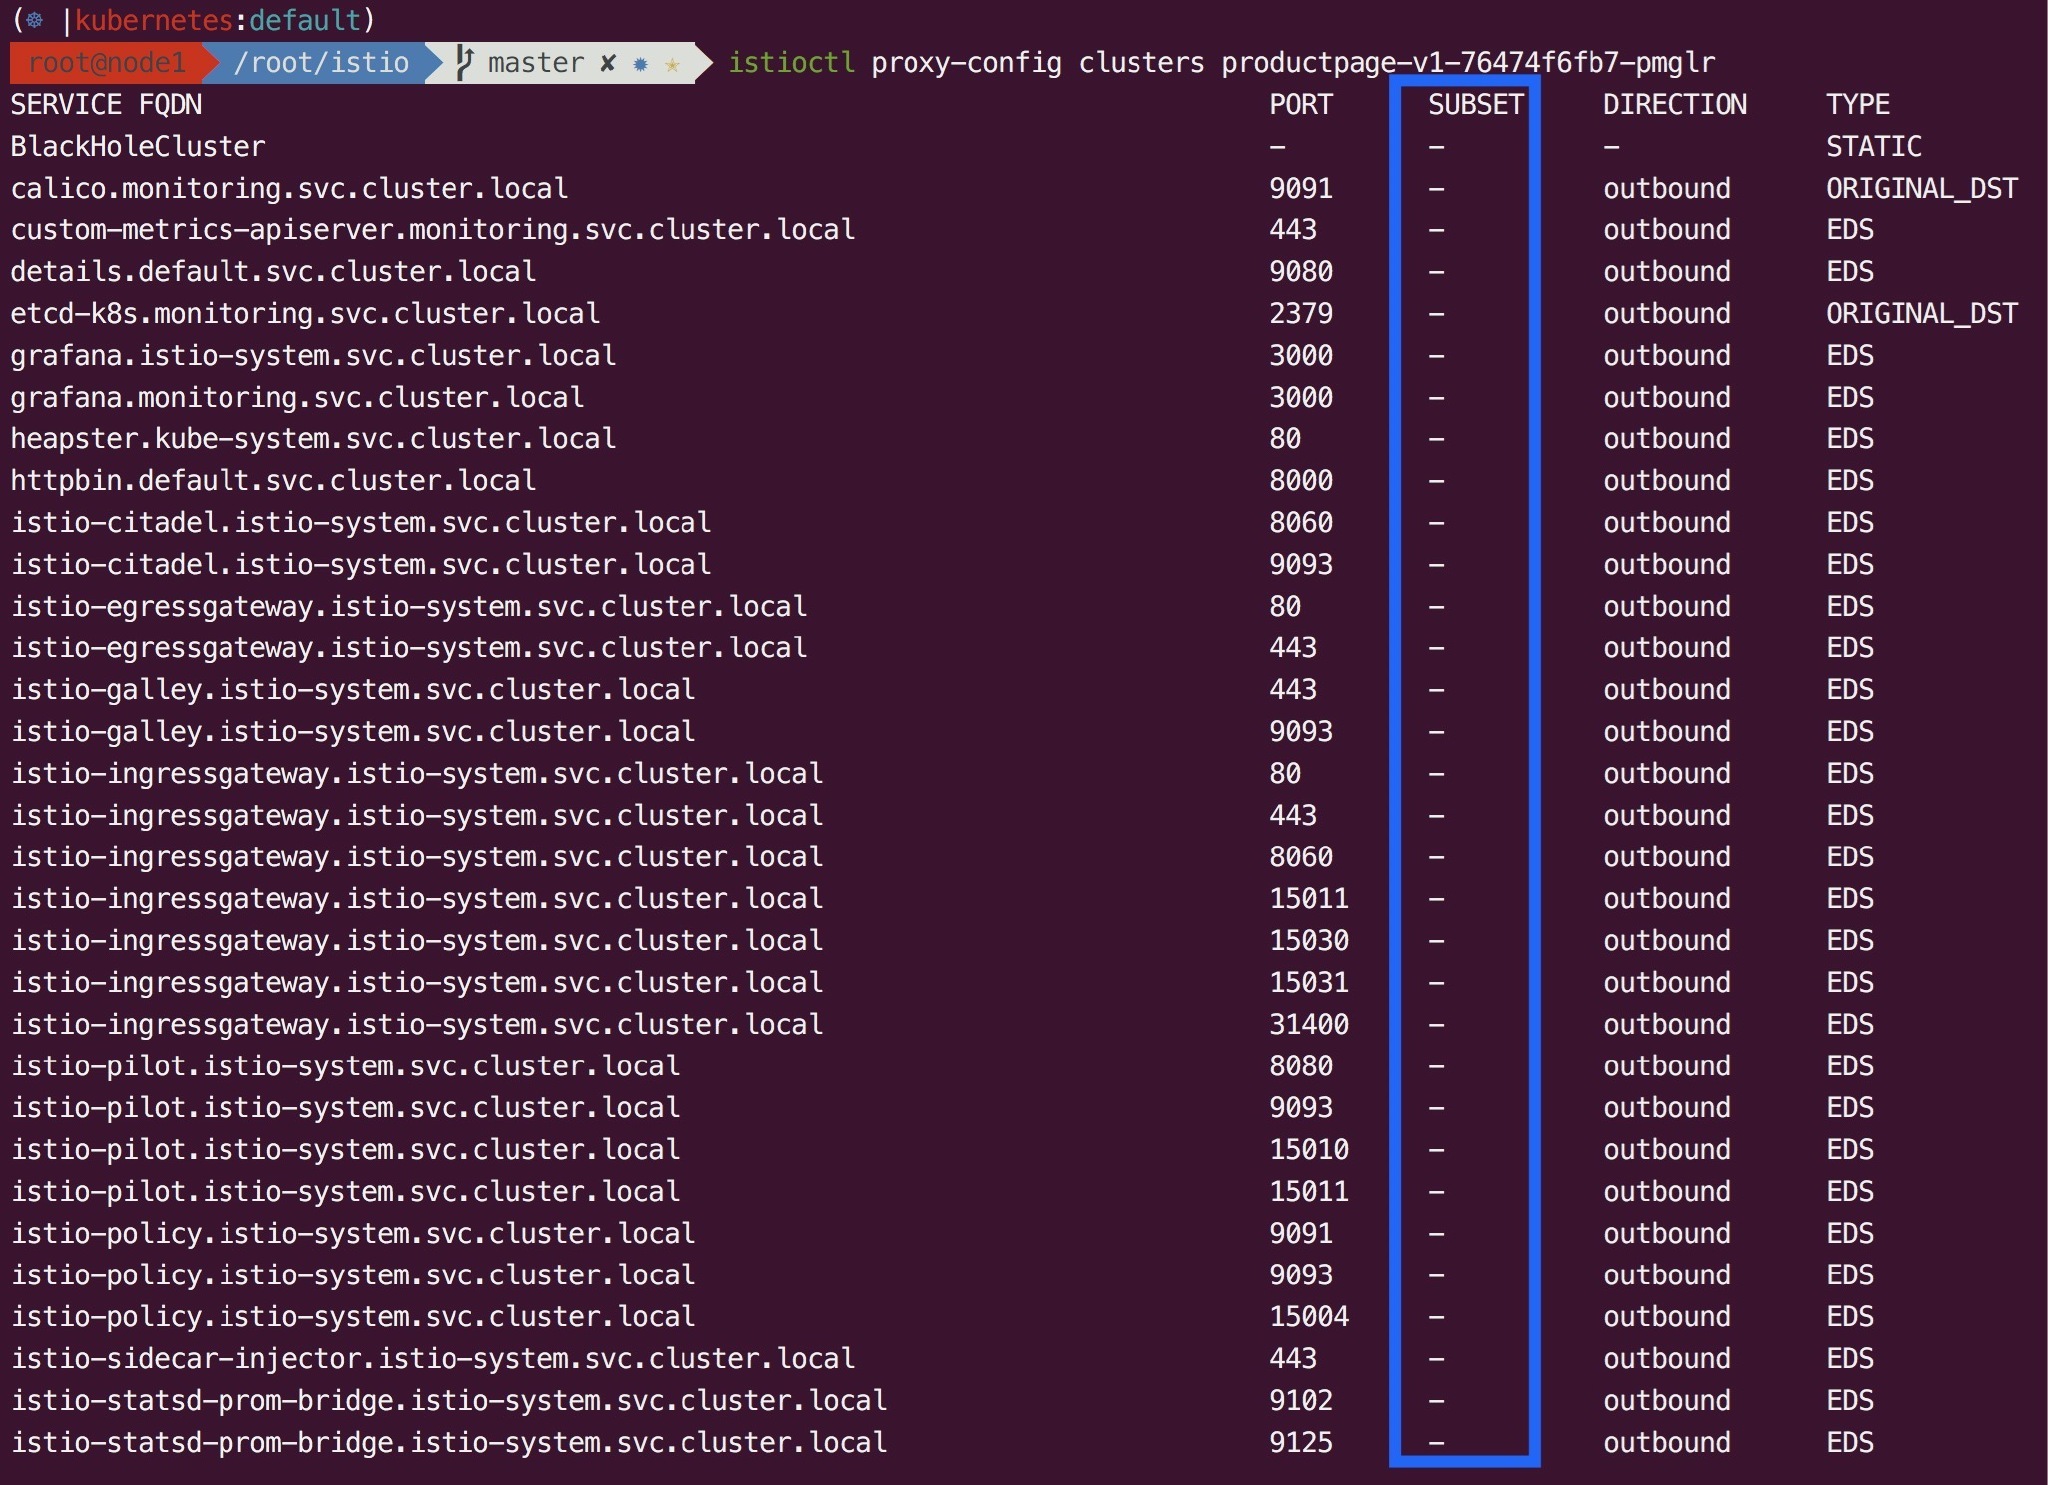 (☸ |kubernetes:default)
root@node1 /root/istio master ✘ ✹ ✭ istioctl proxy-config clusters productpage-v1-76474f6fb7-pmglr
SERVICE FQDN PORT SUBSET DIRECTION TYPE
BlackHoleCluster - - - STATIC
calico.monitoring.svc.cluster.local 9091 - outbound ORIGINAL_DST
custom-metrics-apiserver.monitoring.svc.cluster.local 443 - outbound EDS
details.default.svc.cluster.local 9080 - outbound EDS
etcd-k8s.monitoring.svc.cluster.local 2379 - outbound ORIGINAL_DST
grafana.istio-system.svc.cluster.local 3000 - outbound EDS
grafana.monitoring.svc.cluster.local 3000 - outbound EDS
heapster.kube-system.svc.cluster.local 80 - outbound EDS
httpbin.default.svc.cluster.local 8000 - outbound EDS
istio-citadel.istio-system.svc.cluster.local 8060 - outbound EDS
istio-citadel.istio-system.svc.cluster.local 9093 - outbound EDS
istio-egressgateway.istio-system.svc.cluster.local 80 - outbound EDS
istio-egressgateway.istio-system.svc.cluster.local 443 - outbound EDS
istio-galley.istio-system.svc.cluster.local 443 - outbound EDS
istio-galley.istio-system.svc.cluster.local 9093 - outbound EDS
istio-ingressgateway.istio-system.svc.cluster.local 80 - outbound EDS
istio-ingressgateway.istio-system.svc.cluster.local 443 - outbound EDS
istio-ingressgateway.istio-system.svc.cluster.local 8060 - outbound EDS
istio-ingressgateway.istio-system.svc.cluster.local 15011 - outbound EDS
istio-ingressgateway.istio-system.svc.cluster.local 15030 - outbound EDS
istio-ingressgateway.istio-system.svc.cluster.local 15031 - outbound EDS
istio-ingressgateway.istio-system.svc.cluster.local 31400 - outbound EDS
istio-pilot.istio-system.svc.cluster.local 8080 - outbound EDS
istio-pilot.istio-system.svc.cluster.local 9093 - outbound EDS
istio-pilot.istio-system.svc.cluster.local 15010 - outbound EDS
istio-pilot.istio-system.svc.cluster.local 15011 - outbound EDS
istio-policy.istio-system.svc.cluster.local 9091 - outbound EDS
istio-policy.istio-system.svc.cluster.local 9093 - outbound EDS
istio-policy.istio-system.svc.cluster.local 15004 - outbound EDS
istio-sidecar-injector.istio-system.svc.cluster.local 443 - outbound EDS
istio-statsd-prom-bridge.istio-system.svc.cluster.local 9102 - outbound EDS
istio-statsd-prom-bridge.istio-system.svc.cluster.local 9125 - outbound EDS